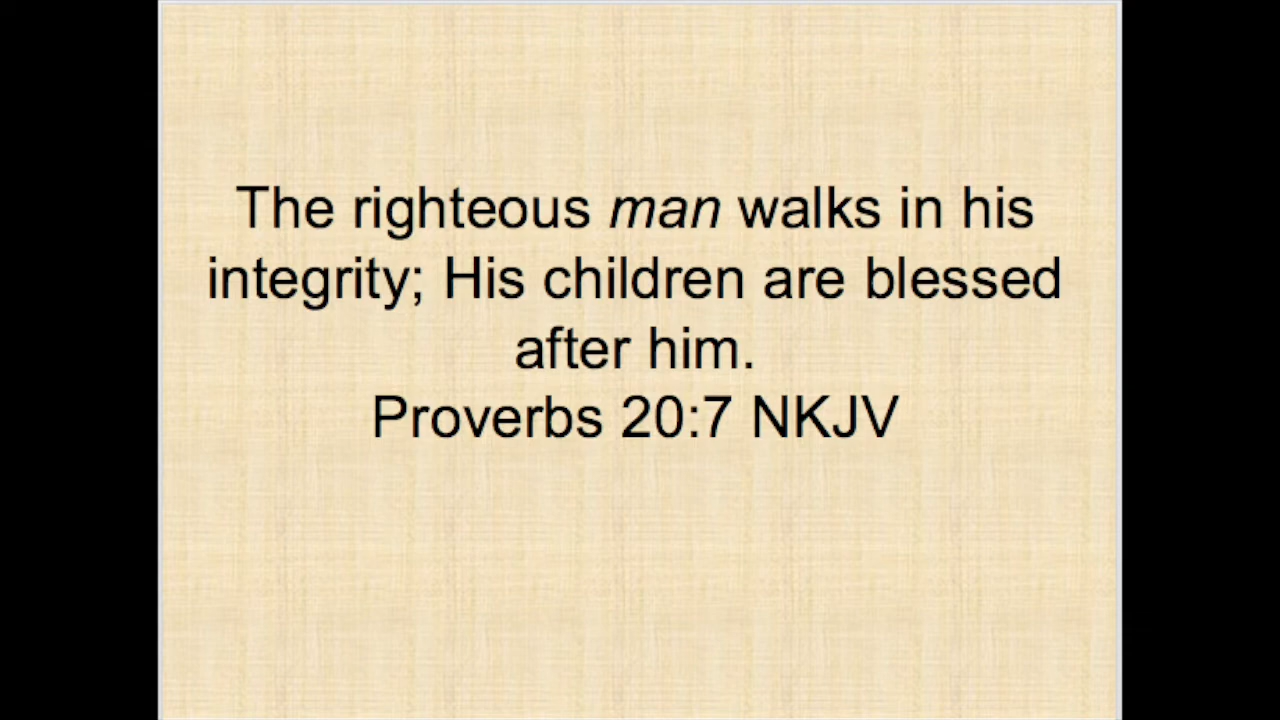 The righteous man walks in his
integrity; His children are blessed
after him.
Proverbs 20:7 NKJV